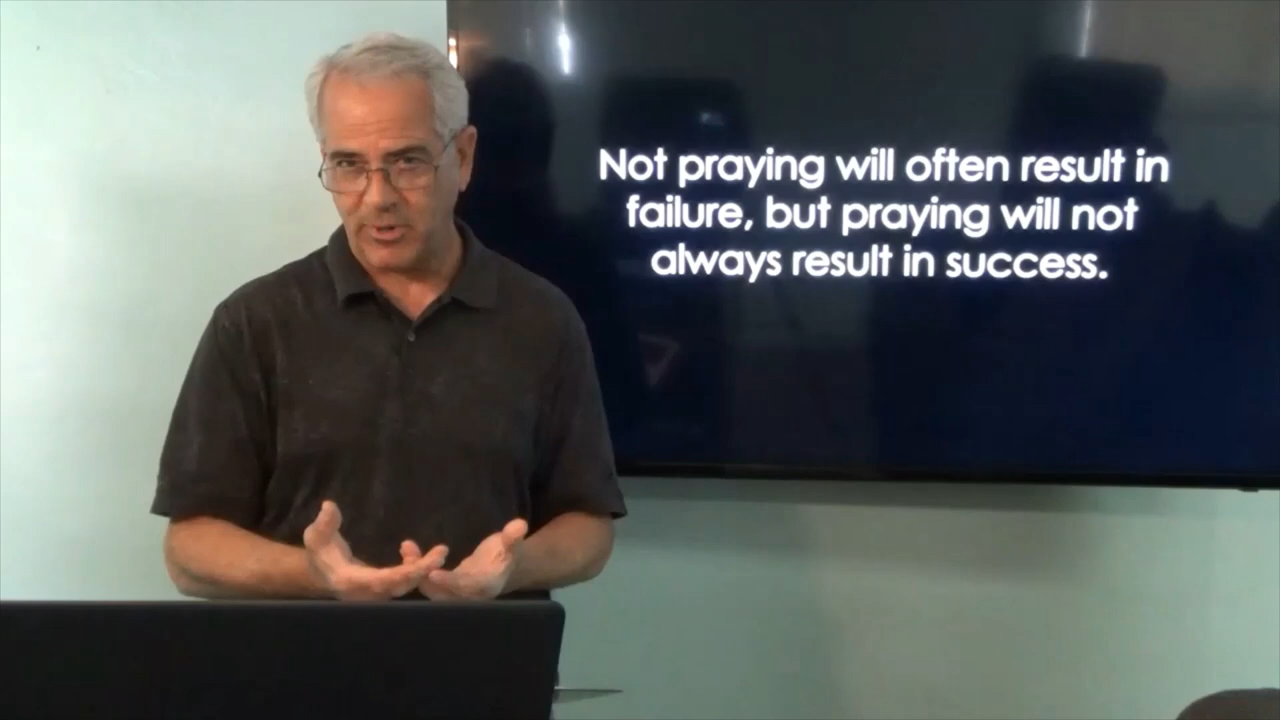 Not praying will often result in
failure, but praying will not
always result in success.